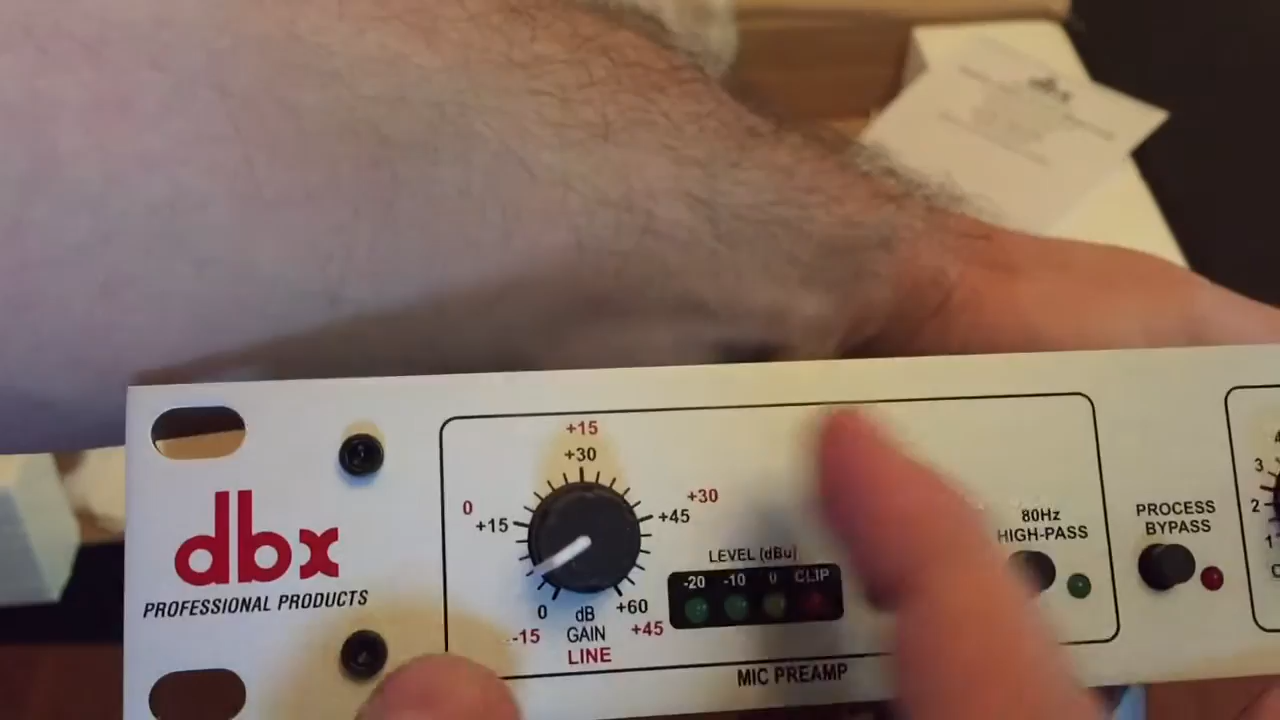 dbx
PROFESSIONAL PRODUCTS
+15
+30
0
+15
+30
+45
0
-15
+60
+45
dB
GAIN
LINE
LEVEL (dBu)
-20 -10 0 CLIP
MIC PREAMP
80Hz
HIGH-PASS
PROCESS
BYPASS
3
2
1